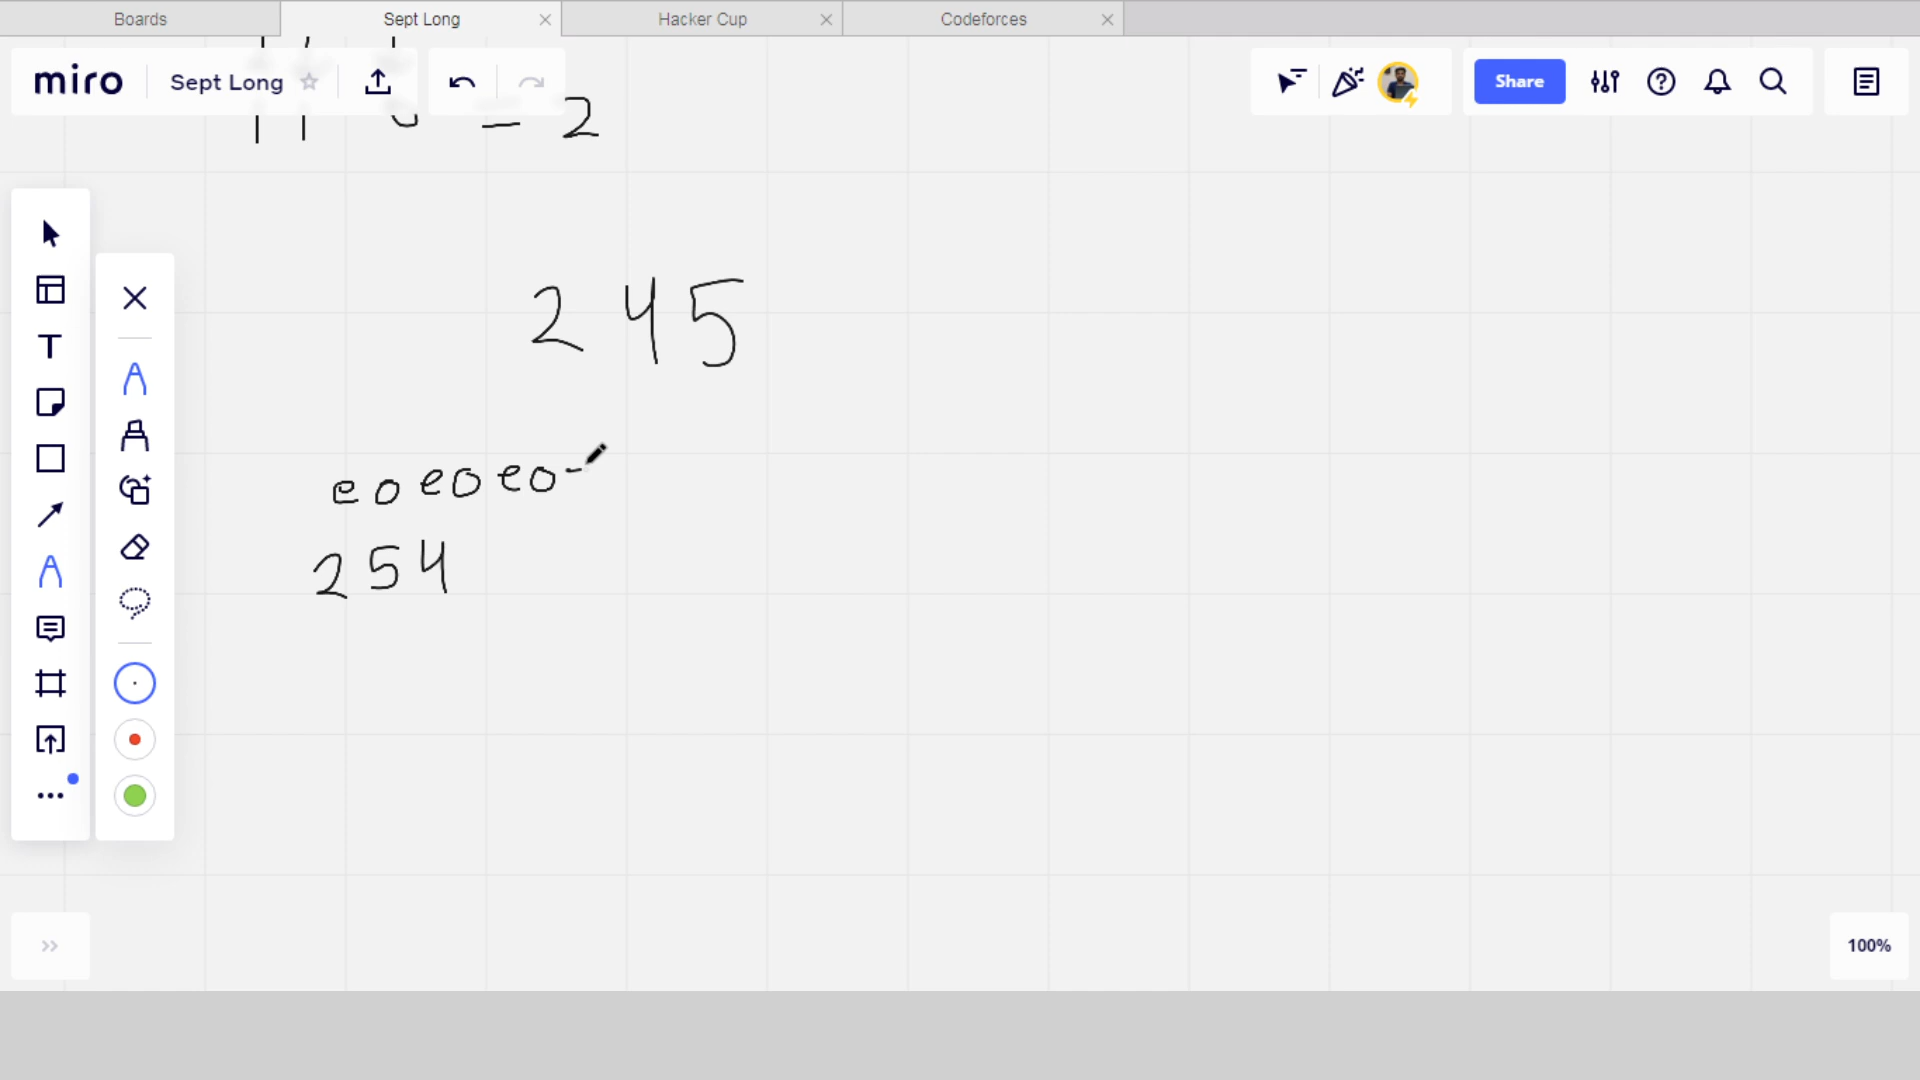 Boards Sept Long Hacker Cup Codeforces
miro Sept Long Share
= 2
2 4 5
T
e o e o e o -
2 5 4
100%